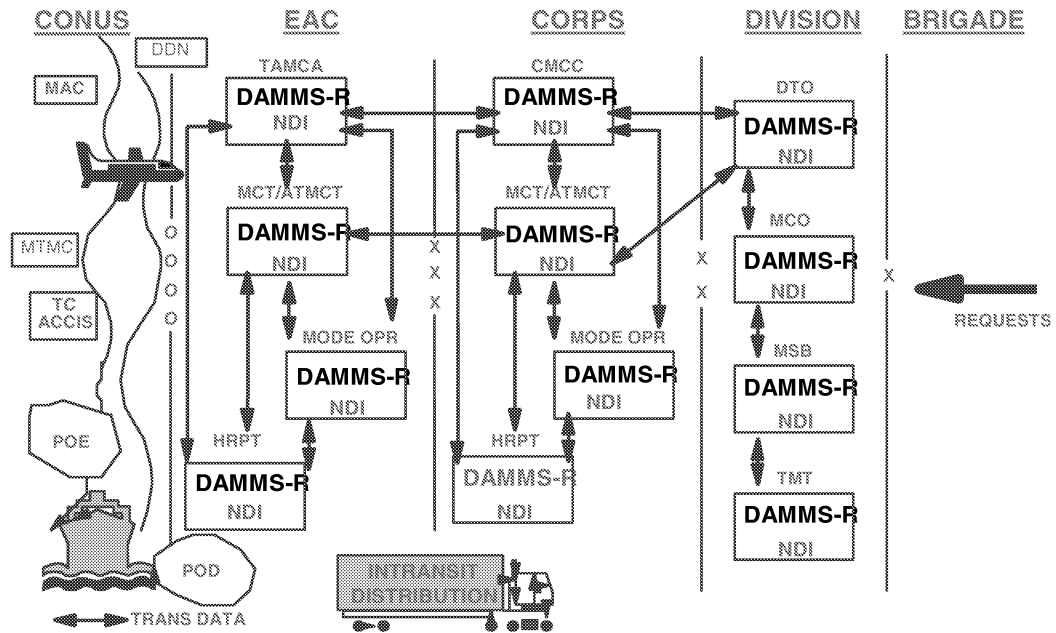 CONUS
EAC
CORPS
DIVISION
BRIGADE
DDN
MAC
TAMCA
DAMMS-R
NDI
CMCC
DAMMS-R
NDI
DTO
DAMMS-R
NDI
MCT/ATMCT
DAMMS-R
NDI
MCT/ATMCT
DAMMS-R
NDI
MCO
DAMMS-R
NDI
MTMC
TC
ACCIS
O
O
O
O
X
X
X
X
X
X
REQUESTS
MODE OPR
DAMMS-R
NDI
MODE OPR
DAMMS-R
NDI
MSB
DAMMS-R
NDI
POE
HRPT
DAMMS-R
NDI
HRPT
DAMMS-R
NDI
TMT
DAMMS-R
NDI
POD
INTRANSIT
DISTRIBUTION
TRANS DATA